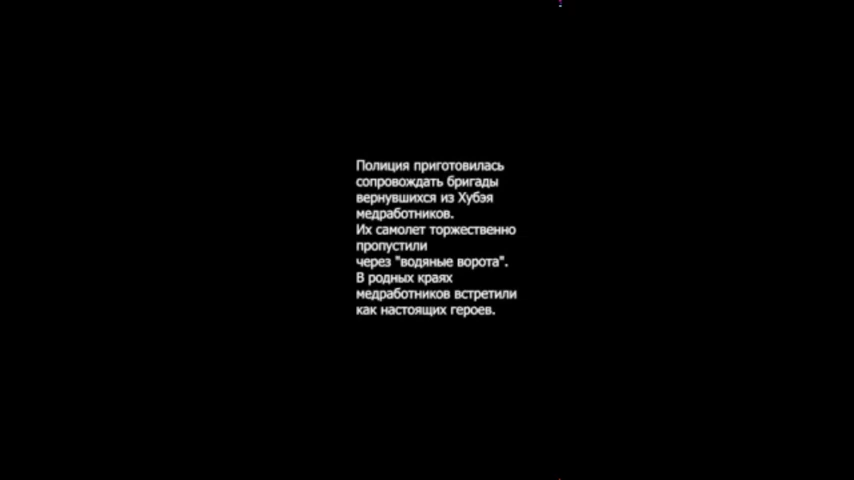 Полиция приготовилась
сопровождать бригады
вернувшихся из Хубэя
медработников.
Их самолет торжественно
пропустили
через "водяные ворота".
В родных краях
медработников встретили
как настоящих героев.